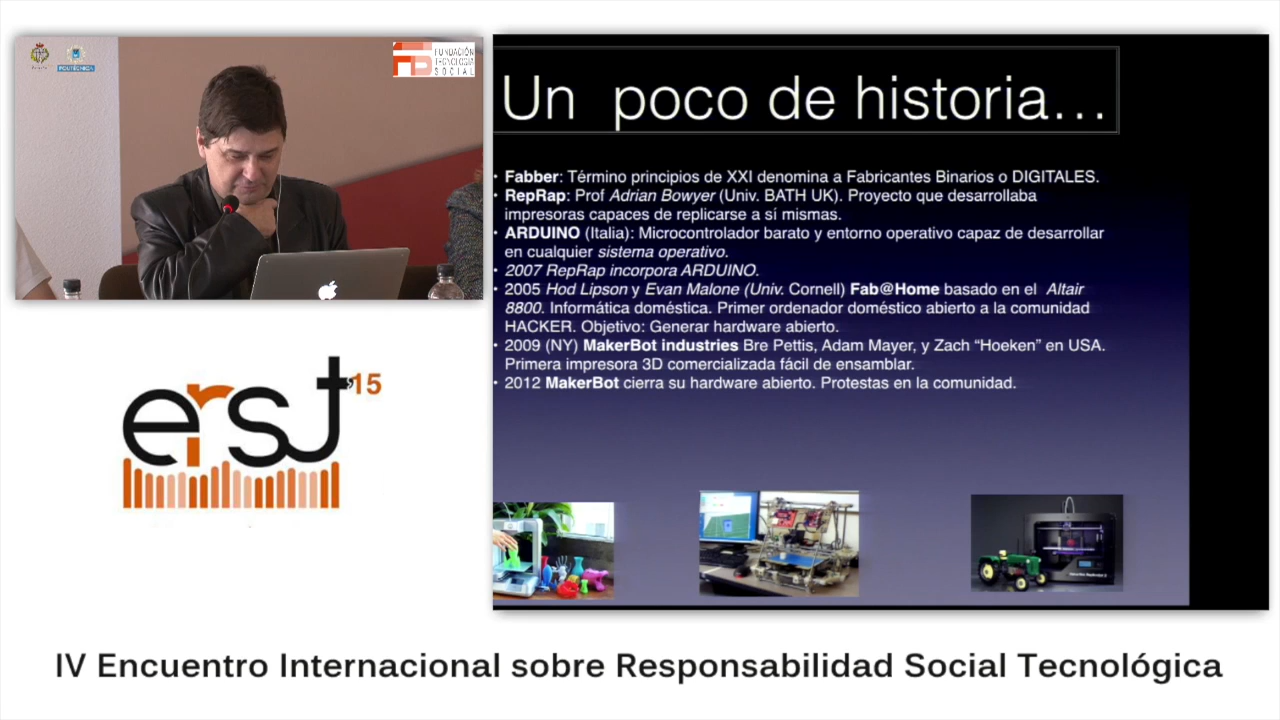 POLITÉCNICA
FUNDACIÓN
TECNOLOGÍA
SOCIAL
Un poco de historia…
• Fabber: Término principios de XXI denomina a Fabricantes Binarios o DIGITALES.
• RepRap: Prof Adrian Bowyer (Univ. BATH UK). Proyecto que desarrollaba
impresoras capaces de replicarse a sí mismas.
• ARDUINO (Italia): Microcontrolador barato y entorno operativo capaz de desarrollar
en cualquier sistema operativo.
• 2007 RepRap incorpora ARDUINO.
• 2005 Hod Lipson y Evan Malone (Univ. Cornell) Fab@Home basado en el Altair
8800. Informática doméstica. Primer ordenador doméstico abierto a la comunidad
HACKER. Objetivo: Generar hardware abierto.
• 2009 (NY) MakerBot industries Bre Pettis, Adam Mayer, y Zach “Hoeken” en USA.
Primera impresora 3D comercializada fácil de ensamblar.
• 2012 MakerBot cierra su hardware abierto. Protestas en la comunidad.
erst'15
IV Encuentro Internacional sobre Responsabilidad Social Tecnológica